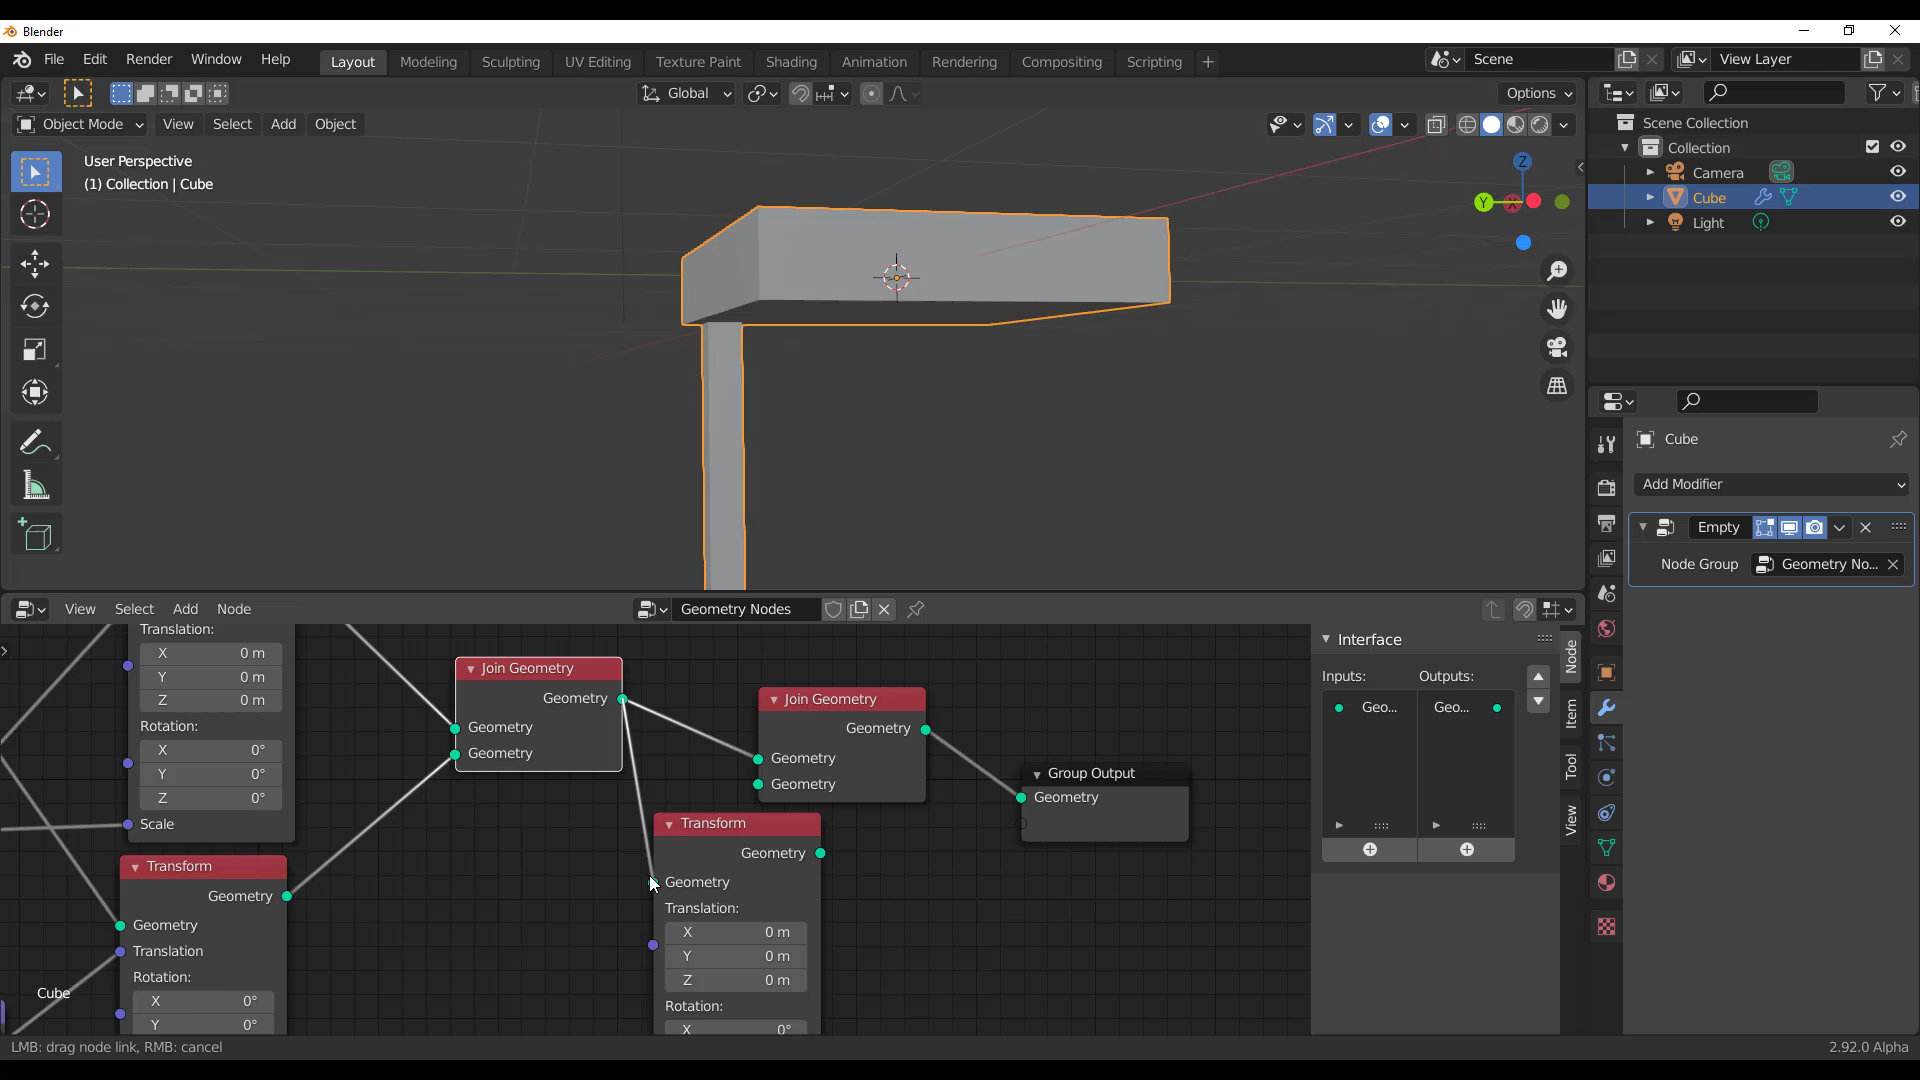 Blender
File Edit Render Window Help Layout Modeling Sculpting UV Editing Texture Paint Shading Animation Rendering Compositing Scripting + Scene View Layer
Global Options
Object Mode View Select Add Object
User Perspective
(1) Collection | Cube
Z
Y
X
Scene Collection
Collection
Camera
Cube
Light
Cube
Add Modifier
Empty
Node Group Geometry No...
View Select Add Node Geometry Nodes
Translation:
X 0 m
Y 0 m
Z 0 m
Rotation:
X 0°
Y 0°
Z 0°
Scale
Transform
Geometry
Geometry
Translation
Rotation:
X 0°
Y 0°
Cube
Join Geometry
Geometry
Geometry
Geometry
Join Geometry
Geometry
Geometry
Geometry
Transform
Geometry
Geometry
Translation:
X 0 m
Y 0 m
Z 0 m
Rotation:
X 0°
Group Output
Geometry
Interface
Inputs: Outputs:
Geo... Geo...
Node
Item
Tool
View
LMB: drag node link, RMB: cancel
2.92.0 Alpha